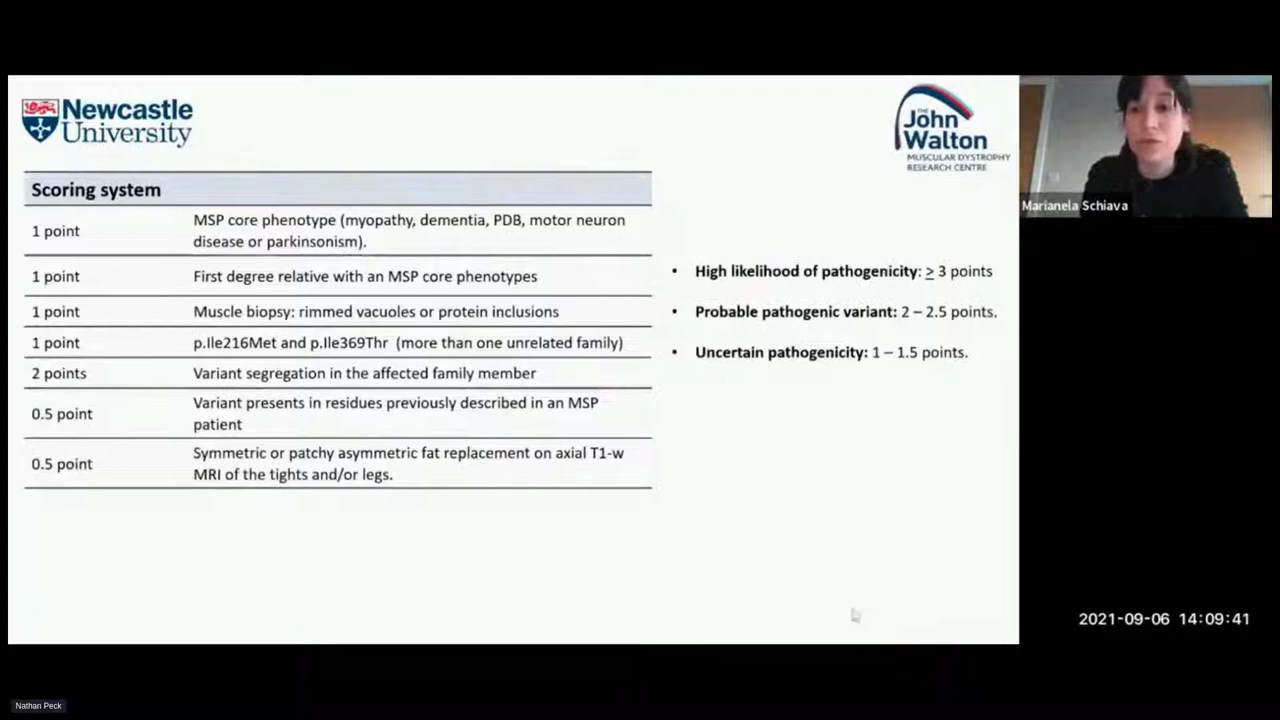 Newcastle
University
THE
John
Walton
MUSCULAR DYSTROPHY
RESEARCH CENTRE
Marianela Schiava
Scoring system
1 point
MSP core phenotype (myopathy, dementia, PDB, motor neuron
disease or parkinsonism).
1 point
First degree relative with an MSP core phenotypes
1 point
Muscle biopsy: rimmed vacuoles or protein inclusions
1 point
p.Ile216Met and p.Ile369Thr (more than one unrelated family)
2 points
Variant segregation in the affected family member
0.5 point
Variant presents in residues previously described in an MSP
patient
0.5 point
Symmetric or patchy asymmetric fat replacement on axial T1-w
MRI of the tights and/or legs.
• High likelihood of pathogenicity: ≥ 3 points
• Probable pathogenic variant: 2 – 2.5 points.
• Uncertain pathogenicity: 1 – 1.5 points.
2021-09-06 14:09:41
Nathan Peck